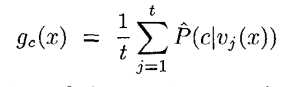 g_c(x) = \frac{1}{t} \sum_{j=1}^{t} \hat{P}(c|v_j(x))